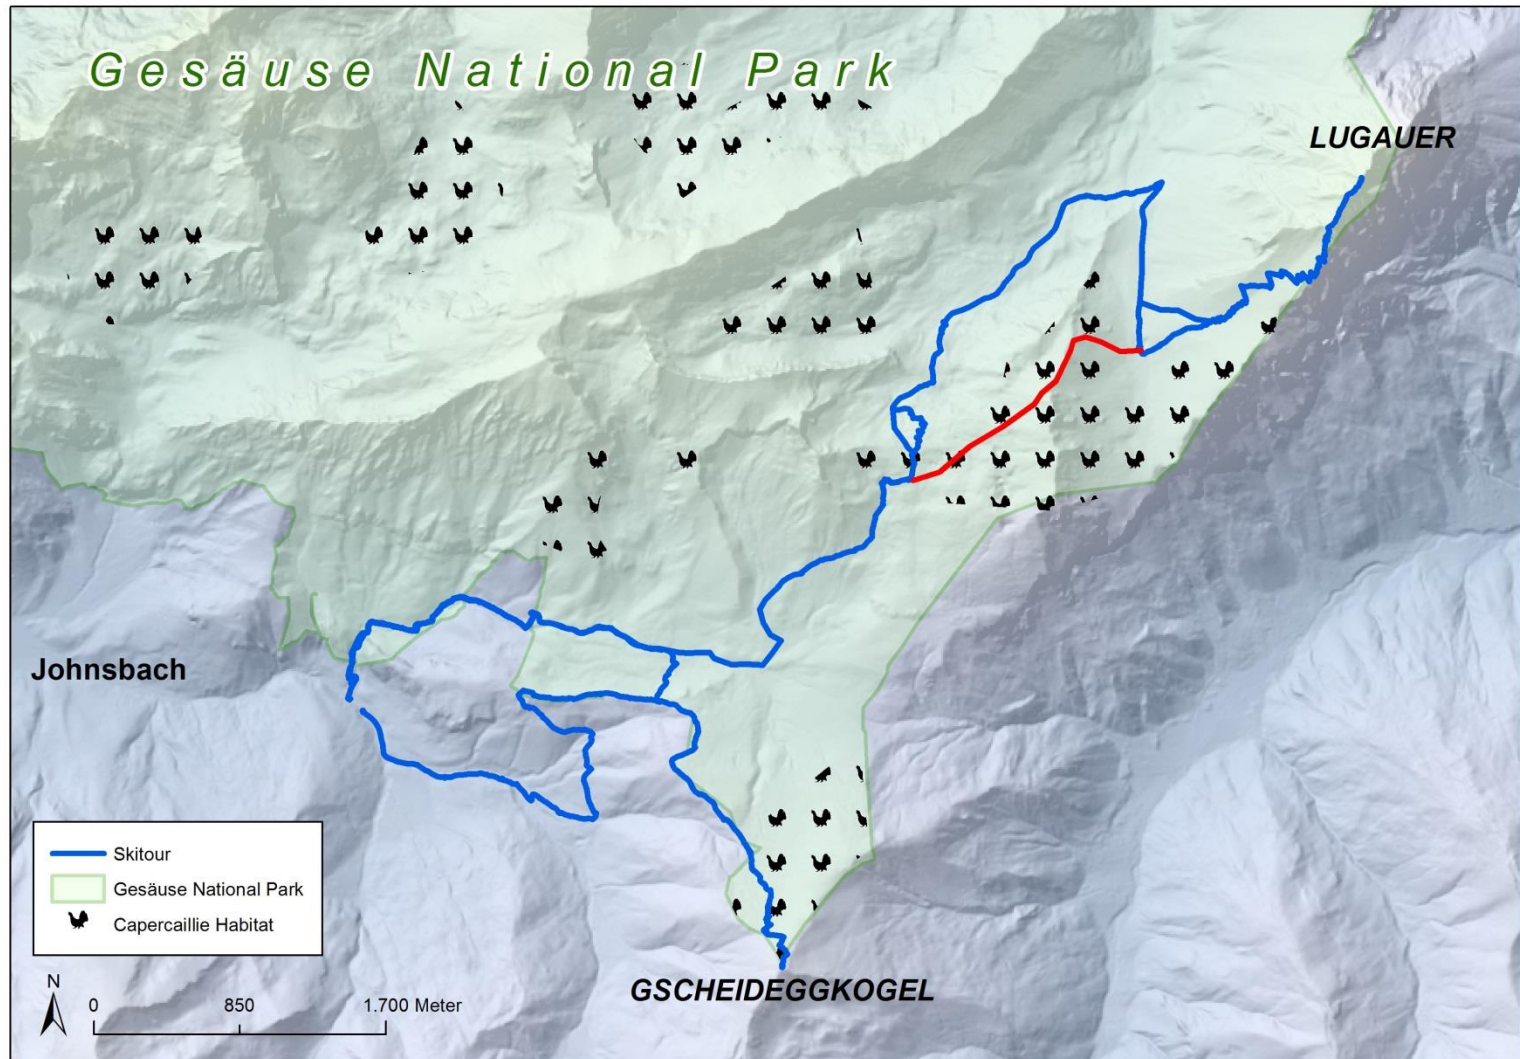 Gesäuse National Park
LUGAUER
Johnsbach
Skitour
Gesäuse National Park
Capercaillie Habitat
N
0 850 1.700 Meter
GSCHEIDEGGKOGEL